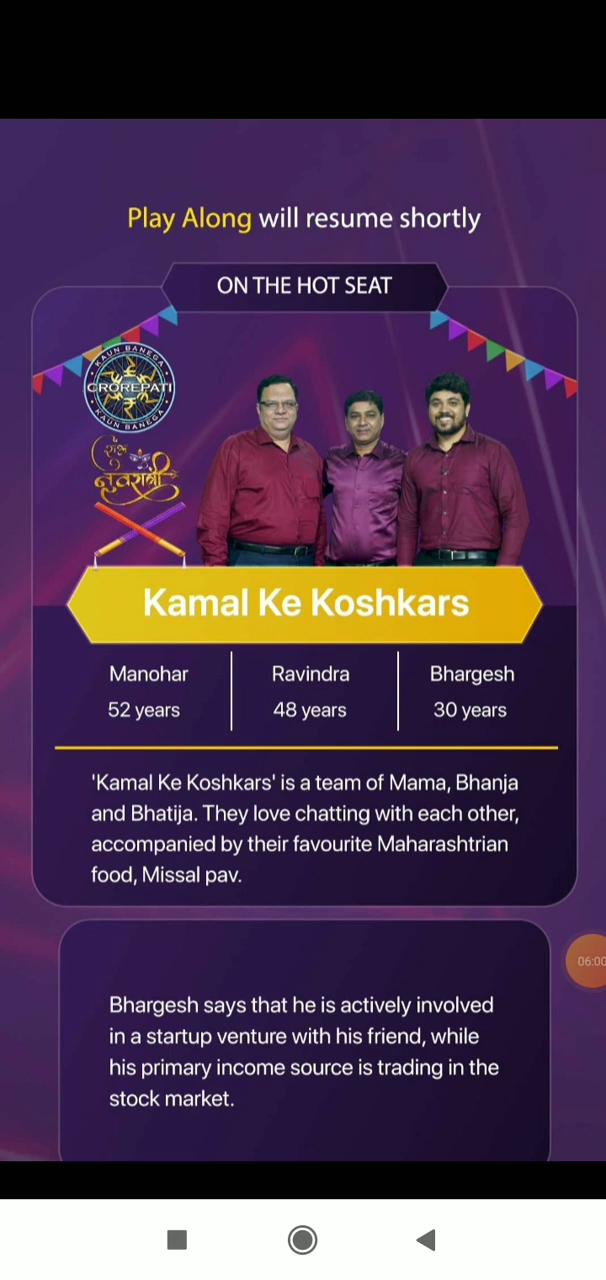 Play Along will resume shortly
ON THE HOT SEAT
KAUN BANEGA
CROREPATI
KAUN BANEGA
शुभ
नवरात्री
Kamal Ke Koshkars
Manohar
Ravindra
Bhargesh
52 years
48 years
30 years
'Kamal Ke Koshkars' is a team of Mama, Bhanja
and Bhatija. They love chatting with each other,
accompanied by their favourite Maharashtrian
food, Missal pav.
06:00
Bhargesh says that he is actively involved
in a startup venture with his friend, while
his primary income source is trading in the
stock market.